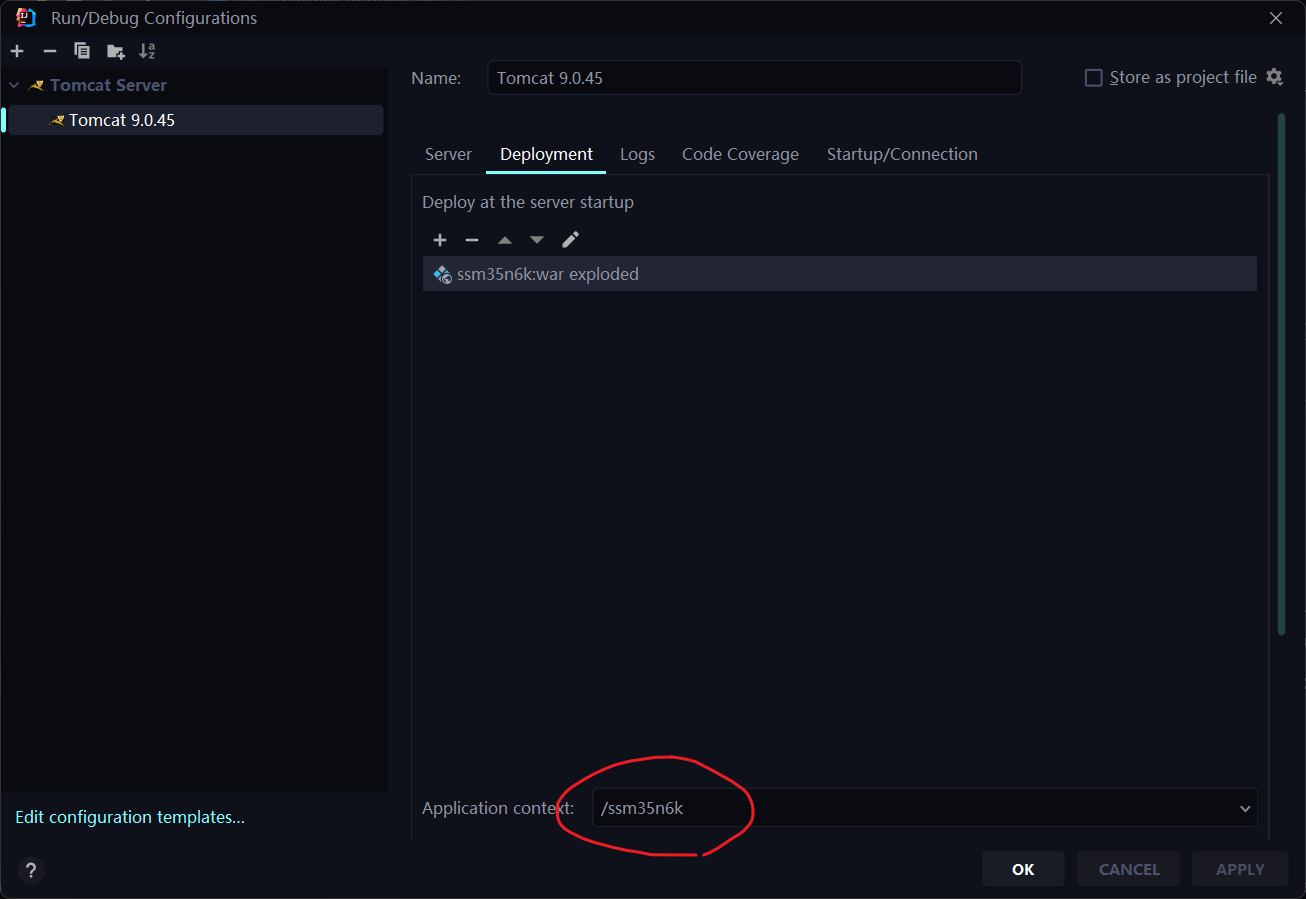 Run/Debug Configurations
Tomcat Server
Tomcat 9.0.45
Edit configuration templates...
Name: Tomcat 9.0.45
Store as project file
Server Deployment Logs Code Coverage Startup/Connection
Deploy at the server startup
ssm35n6k:war exploded
Application context: /ssm35n6k
?
OK CANCEL APPLY